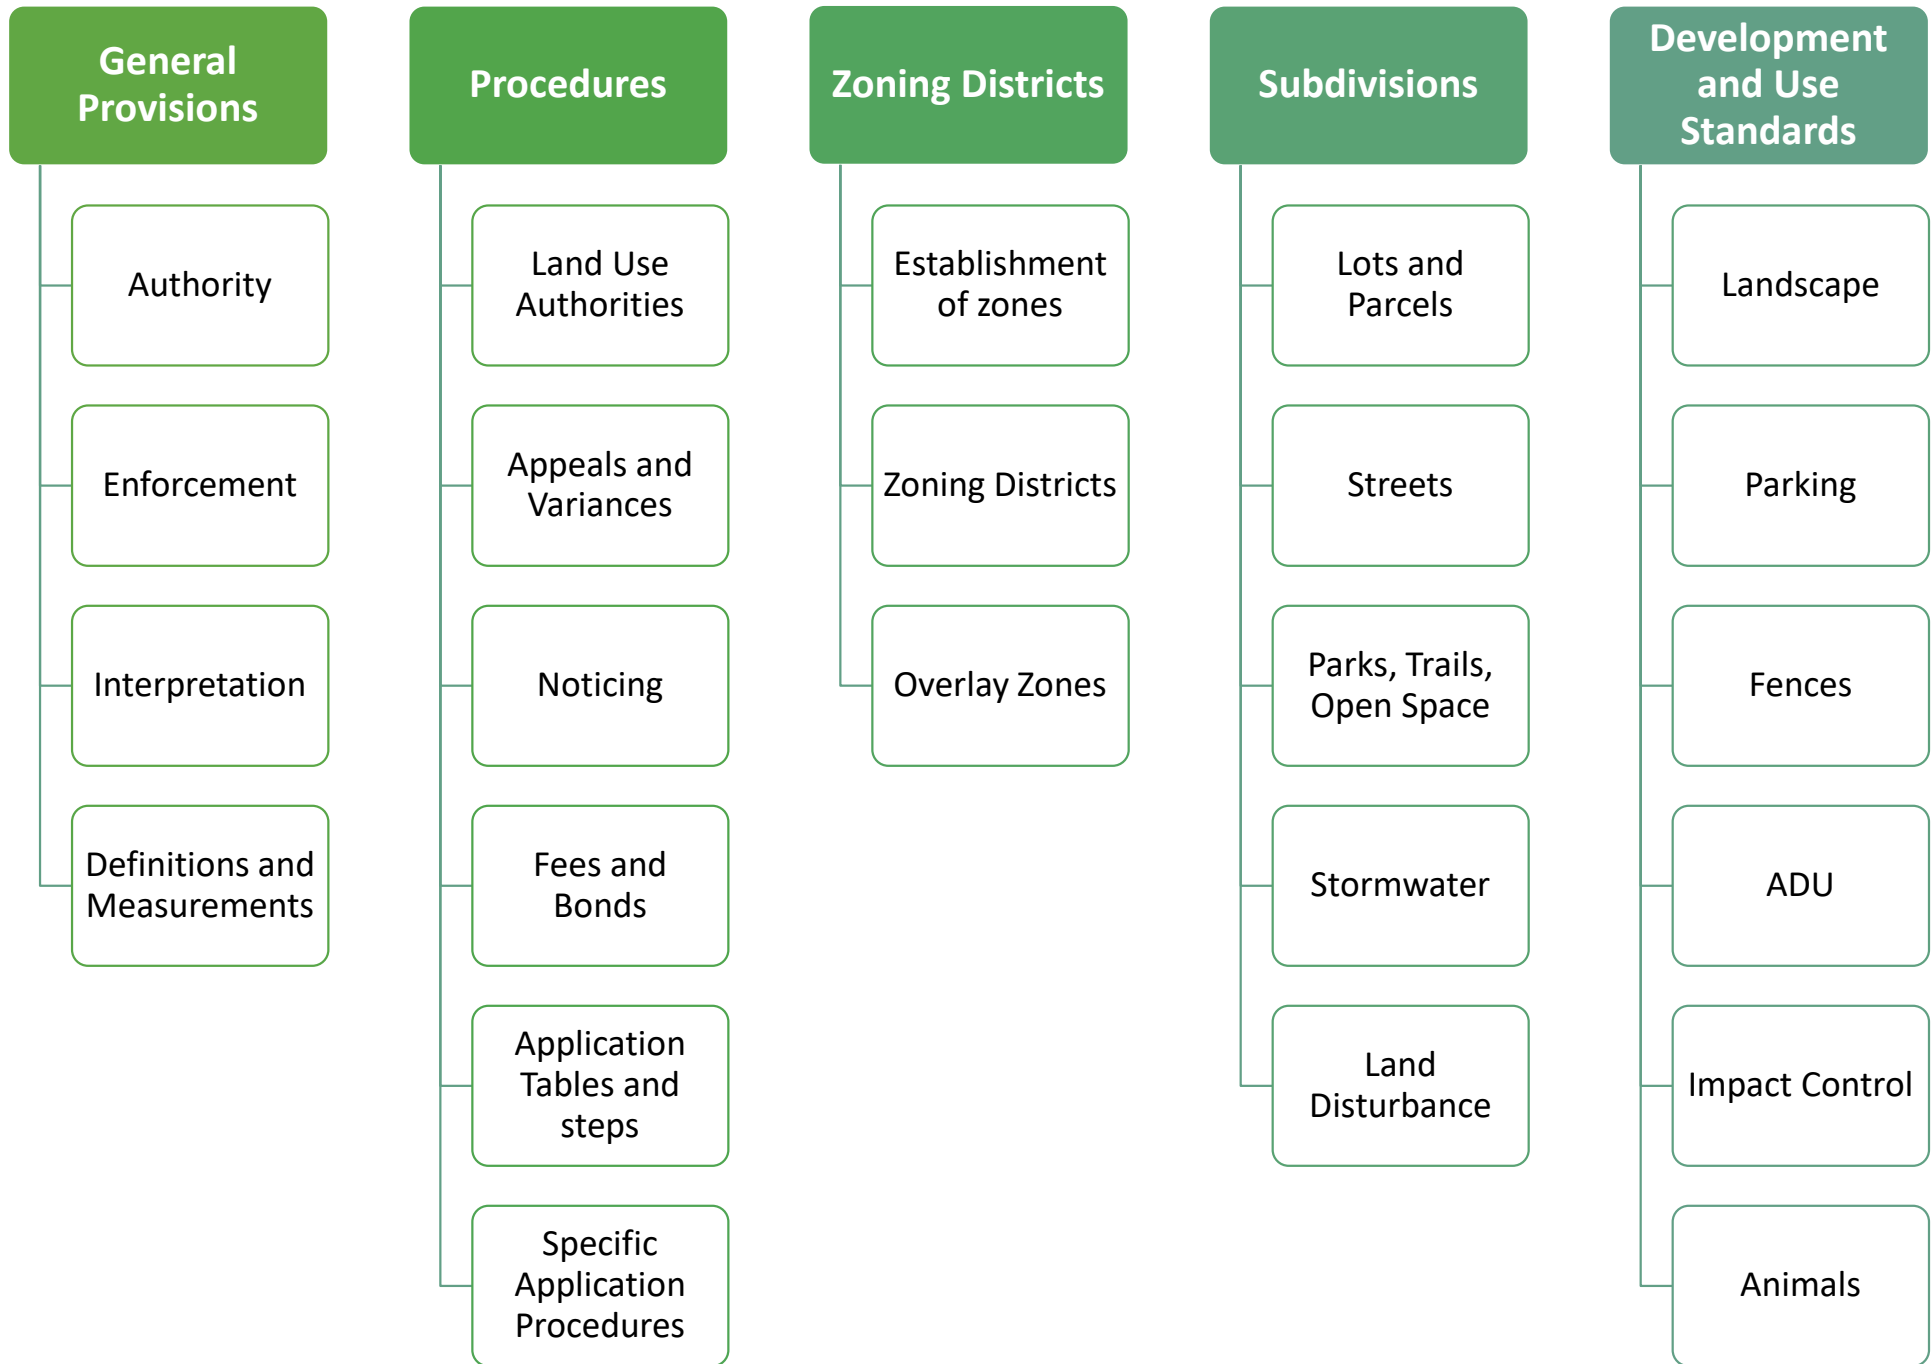 General
Provisions
Authority
Enforcement
Interpretation
Definitions and
Measurements
Procedures
Land Use
Authorities
Appeals and
Variances
Noticing
Fees and
Bonds
Application
Tables and
steps
Specific
Application
Procedures
Zoning Districts
Establishment
of zones
Zoning Districts
Overlay Zones
Subdivisions
Lots and
Parcels
Streets
Parks, Trails,
Open Space
Stormwater
Land
Disturbance
Development
and Use
Standards
Landscape
Parking
Fences
ADU
Impact Control
Animals